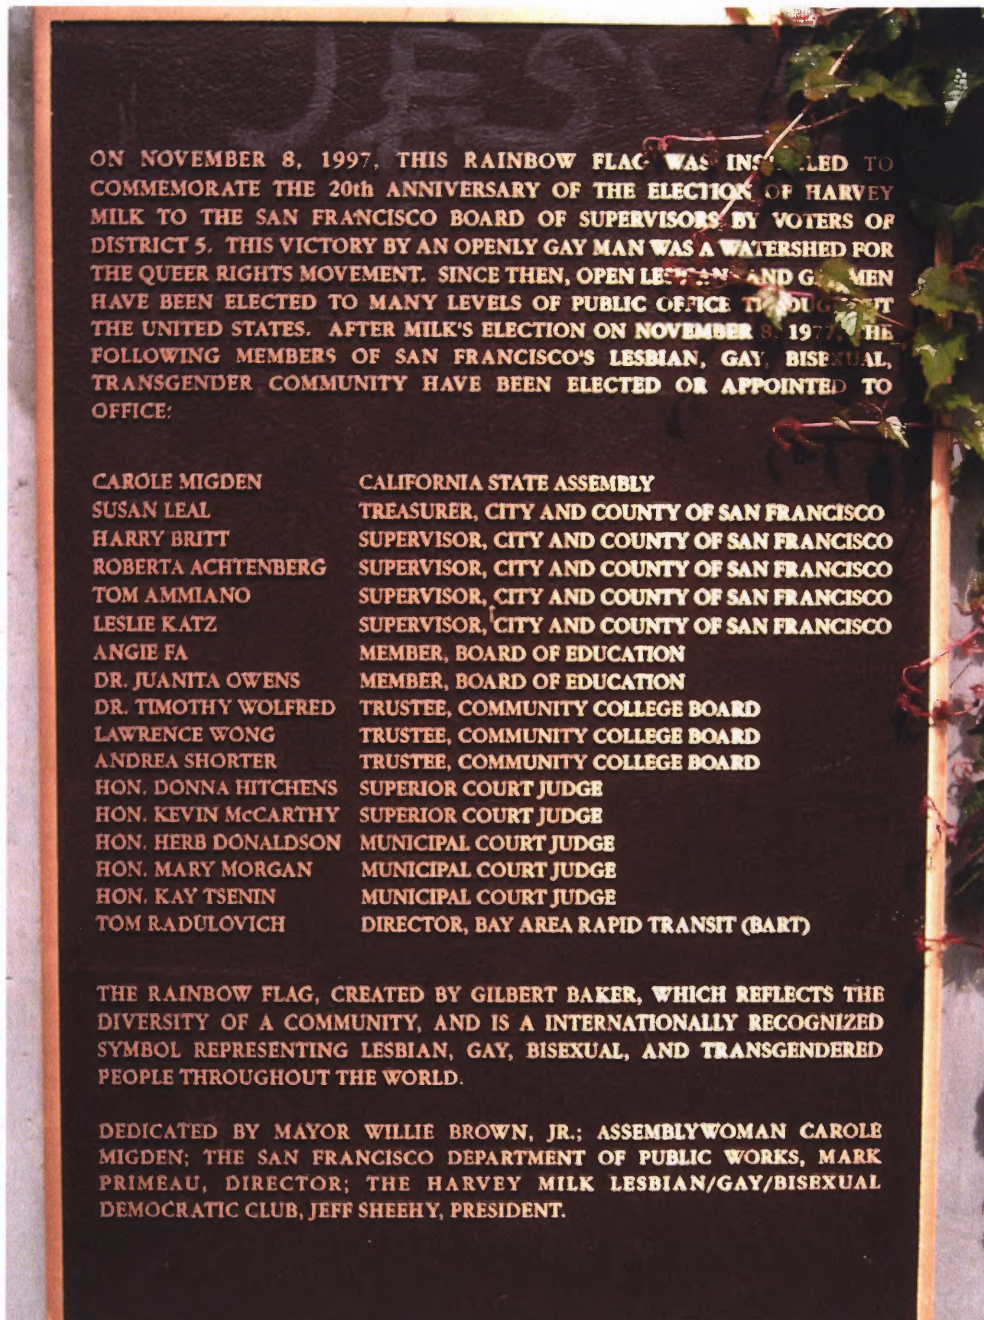 JES
ON NOVEMBER 8, 1997, THIS RAINBOW FLAG WAS INSTALLED TO
COMMEMORATE THE 20th ANNIVERSARY OF THE ELECTION OF HARVEY
MILK TO THE SAN FRANCISCO BOARD OF SUPERVISORS BY VOTERS OF
DISTRICT 5. THIS VICTORY BY AN OPENLY GAY MAN WAS A WATERSHED FOR
THE QUEER RIGHTS MOVEMENT. SINCE THEN, OPEN LESBIANS AND GAY MEN
HAVE BEEN ELECTED TO MANY LEVELS OF PUBLIC OFFICE THROUGHOUT
THE UNITED STATES. AFTER MILK'S ELECTION ON NOVEMBER 8, 1977, THE
FOLLOWING MEMBERS OF SAN FRANCISCO'S LESBIAN, GAY, BISEXUAL,
TRANSGENDER COMMUNITY HAVE BEEN ELECTED OR APPOINTED TO
OFFICE:
CAROLE MIGDEN CALIFORNIA STATE ASSEMBLY
SUSAN LEAL TREASURER, CITY AND COUNTY OF SAN FRANCISCO
HARRY BRITT SUPERVISOR, CITY AND COUNTY OF SAN FRANCISCO
ROBERTA ACHTENBERG SUPERVISOR, CITY AND COUNTY OF SAN FRANCISCO
TOM AMMIANO SUPERVISOR, CITY AND COUNTY OF SAN FRANCISCO
LESLIE KATZ SUPERVISOR, CITY AND COUNTY OF SAN FRANCISCO
ANGIE FA MEMBER, BOARD OF EDUCATION
DR. JUANITA OWENS MEMBER, BOARD OF EDUCATION
DR. TIMOTHY WOLFRED TRUSTEE, COMMUNITY COLLEGE BOARD
LAWRENCE WONG TRUSTEE, COMMUNITY COLLEGE BOARD
ANDREA SHORTER TRUSTEE, COMMUNITY COLLEGE BOARD
HON. DONNA HITCHENS SUPERIOR COURT JUDGE
HON. KEVIN McCARTHY SUPERIOR COURT JUDGE
HON. HERB DONALDSON MUNICIPAL COURT JUDGE
HON. MARY MORGAN MUNICIPAL COURT JUDGE
HON. KAY TSENIN MUNICIPAL COURT JUDGE
TOM RADULOVICH DIRECTOR, BAY AREA RAPID TRANSIT (BART)
THE RAINBOW FLAG, CREATED BY GILBERT BAKER, WHICH REFLECTS THE
DIVERSITY OF A COMMUNITY, AND IS A INTERNATIONALLY RECOGNIZED
SYMBOL REPRESENTING LESBIAN, GAY, BISEXUAL, AND TRANSGENDERED
PEOPLE THROUGHOUT THE WORLD.
DEDICATED BY MAYOR WILLIE BROWN, JR.; ASSEMBLYWOMAN CAROLE
MIGDEN; THE SAN FRANCISCO DEPARTMENT OF PUBLIC WORKS, MARK
PRIMEAU, DIRECTOR; THE HARVEY MILK LESBIAN/GAY/BISEXUAL
DEMOCRATIC CLUB, JEFF SHEEHY, PRESIDENT.